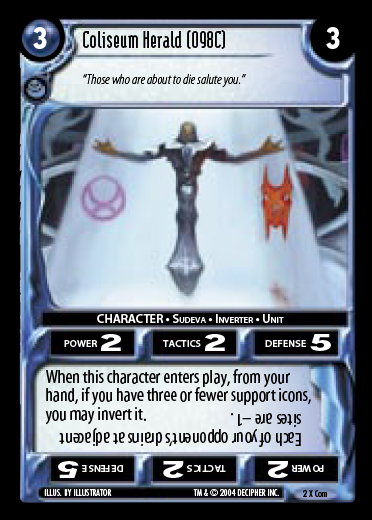 3
Coliseum Herald (098C)
3
"Those who are about to die salute you."
CHARACTER • SUDEVA • INVERTER • UNIT
POWER 2
TACTICS 2
DEFENSE 5
When this character enters play, from your
hand, if you have three or fewer support icons,
you may invert it.
Each of your opponent's drains at adjacent
sites are –1.
POWER 2
TACTICS 2
DEFENSE 5
ILLUS. BY ILLUSTRATOR
TM & © 2004 DECIPHER INC.
2 X Com